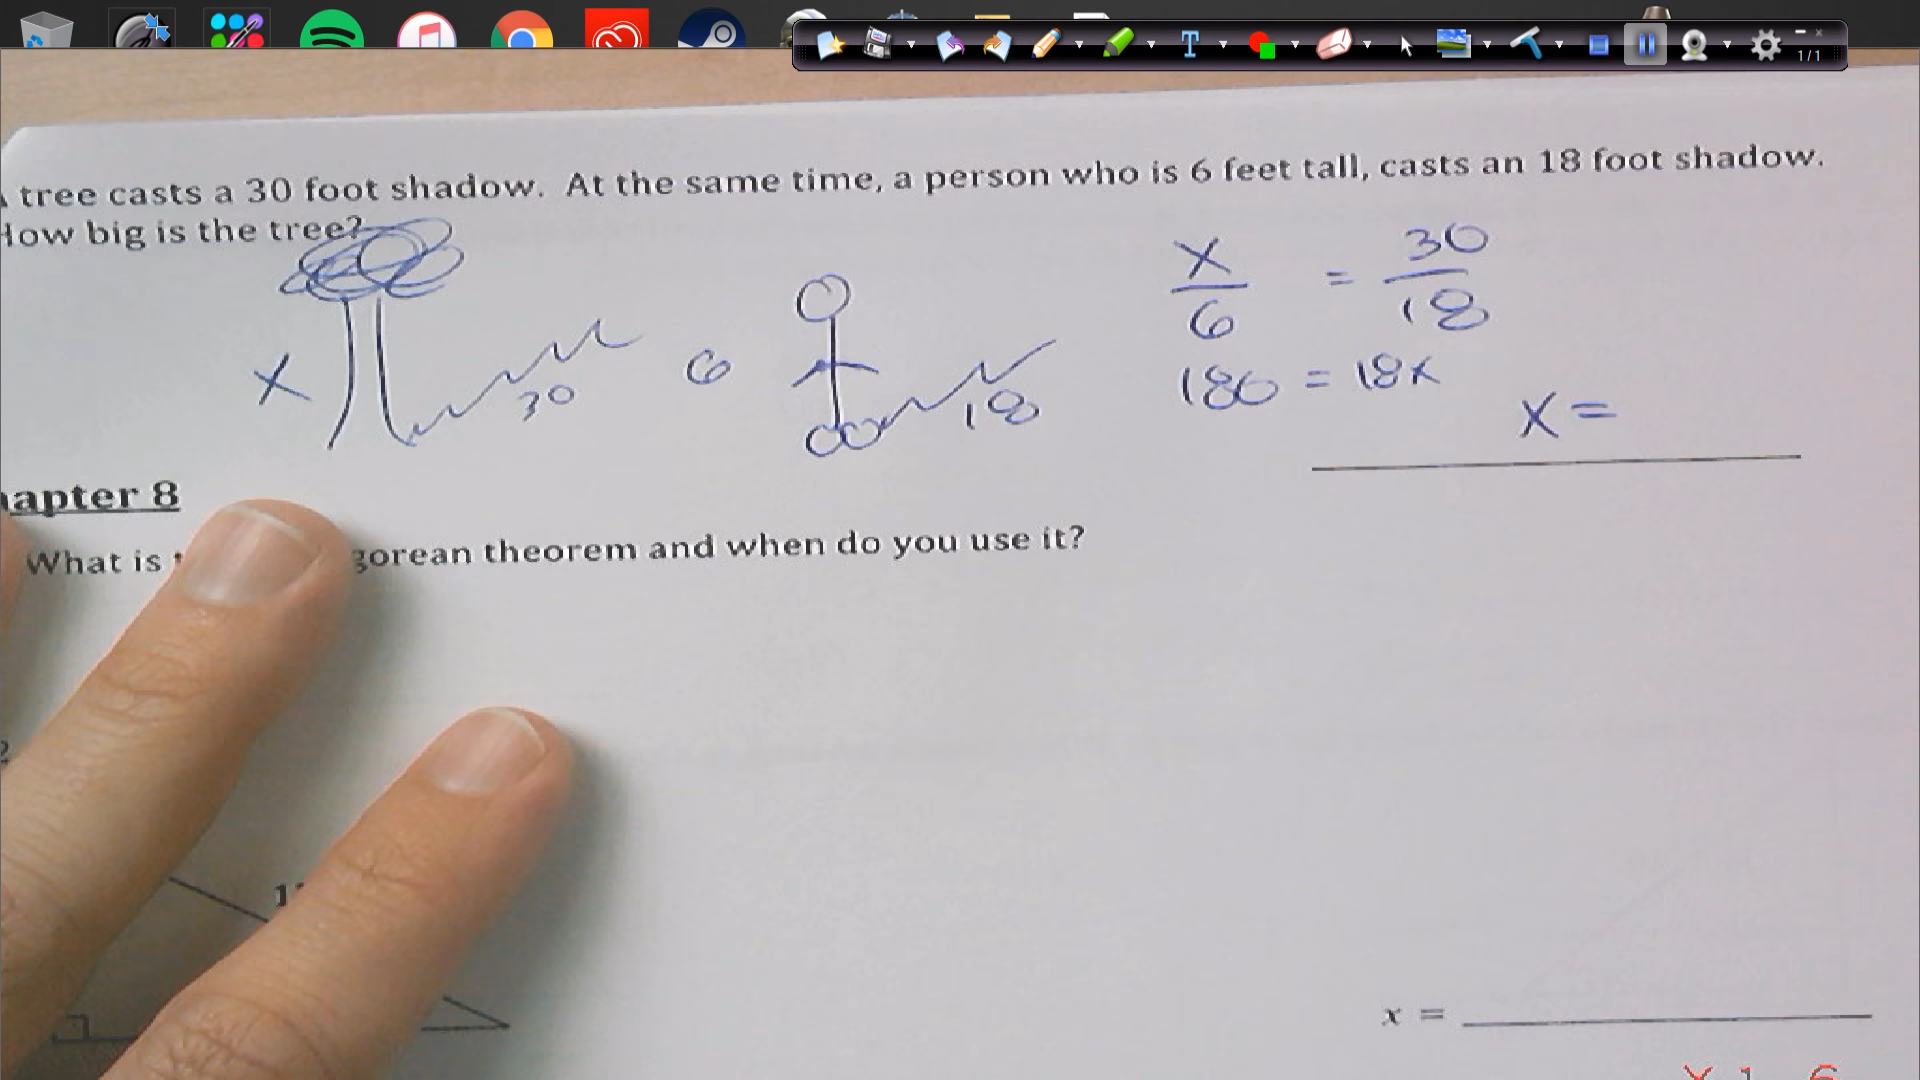 1/1
tree casts a 30 foot shadow. At the same time, a person who is 6 feet tall, casts an 18 foot shadow.
How big is the tree?
X
30
6
18
X/6 = 30/18
180 = 18x
X =
hapter 8
What is gorean theorem and when do you use it?
x =